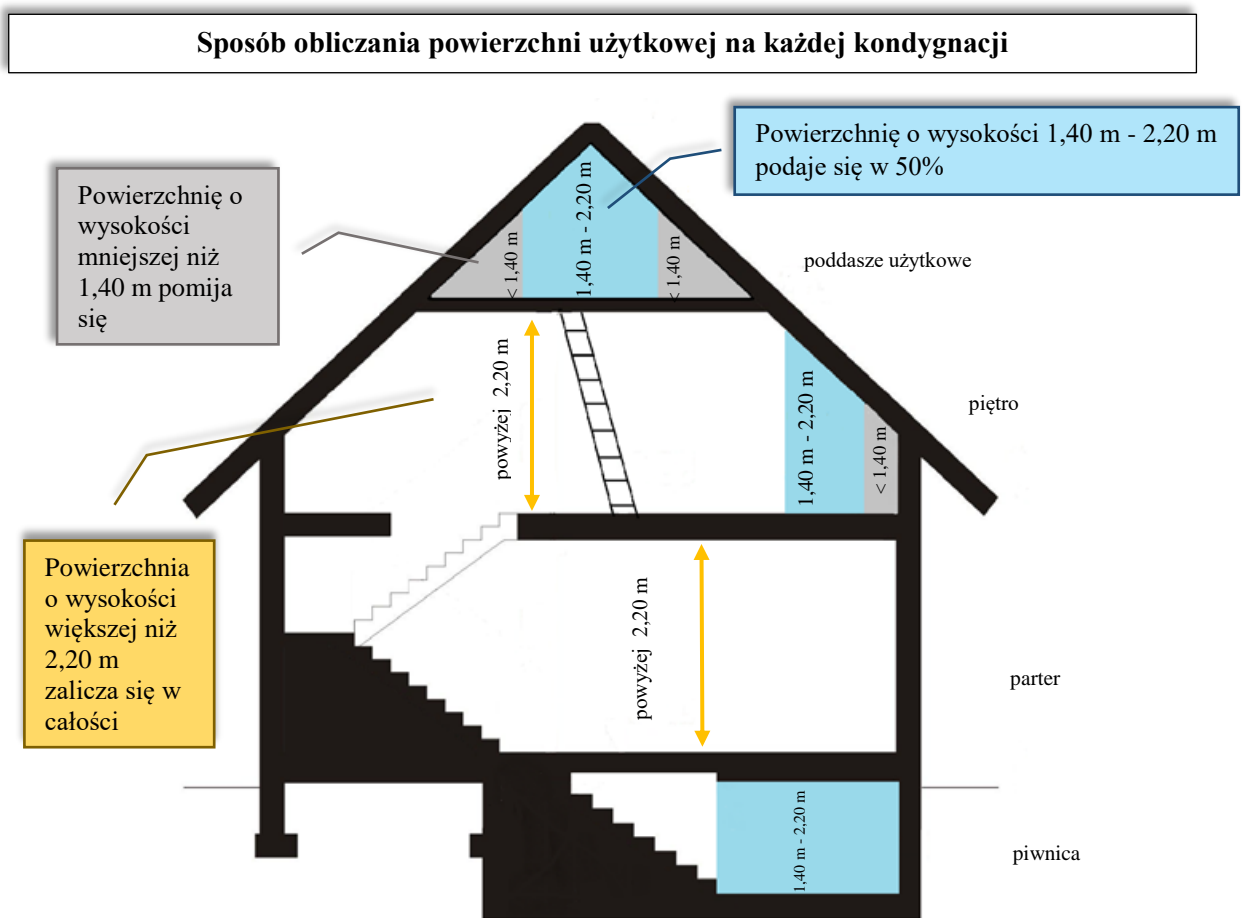 Sposób obliczania powierzchni użytkowej na każdej kondygnacji
Powierzchnię o wysokości 1,40 m - 2,20 m
podaje się w 50%
Powierzchnię o
wysokości
mniejszej niż
1,40 m pomija
się
< 1,40 m
1,40 m - 2,20 m
< 1,40 m
poddasze użytkowe
powyżej 2,20 m
1,40 m - 2,20 m
< 1,40 m
piętro
Powierzchnia
o wysokości
większej niż
2,20 m
zalicza się w
całości
powyżej 2,20 m
parter
1,40 m - 2,20 m
piwnica